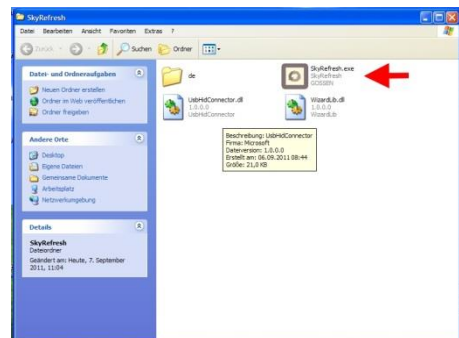 SkyRefresh
Datei Bearbeiten Ansicht Favoriten Extras ?
Zurück Suchen Ordner
Datei- und Ordneraufgaben
Neuen Ordner erstellen
Ordner im Web veröffentlichen
Ordner freigeben
Andere Orte
Desktop
Eigene Dateien
Gemeinsame Dokumente
Arbeitsplatz
Netzwerkumgebung
Details
SkyRefresh
Dateiordner
Geändert am: Heute, 7. September
2011, 11:04
de
SkyRefresh.exe
SkyRefresh
GOSSEN
UsbHidConnector.dll
1.0.0.0
UsbHidConnector
WizardLib.dll
1.0.0.0
WizardLib
Beschreibung: UsbHidConnector
Firma: Microsoft
Dateiversion: 1.0.0.0
Erstellt am: 06.09.2011 08:44
Größe: 21,0 KB